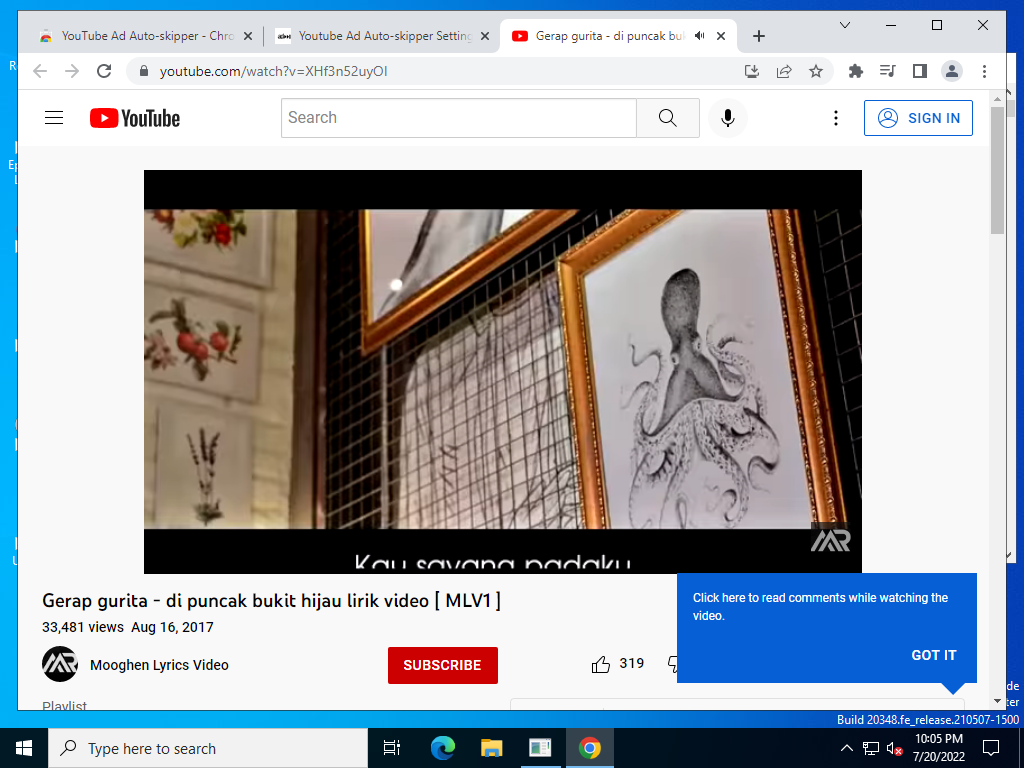 YouTube Ad Auto-skipper - Chro
Youtube Ad Auto-skipper Setting
Gerap gurita - di puncak buk
youtube.com/watch?v=XHf3n52uyOI
YouTube
Search
SIGN IN
Kau sayang padaku
Gerap gurita - di puncak bukit hijau lirik video [ MLV1 ]
33,481 views Aug 16, 2017
Mooghen Lyrics Video
SUBSCRIBE
319
Click here to read comments while watching the
video.
GOT IT
Playlist
Build 20348.fe_release.210507-1500
Type here to search
10:05 PM
7/20/2022